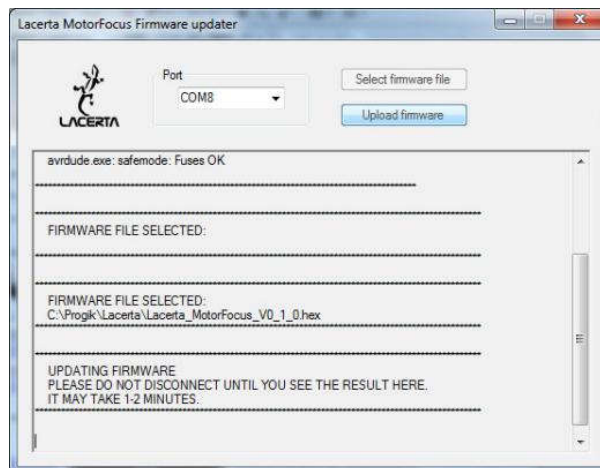 Lacerta MotorFocus Firmware updater
Port
COM8
Select firmware file
Upload firmware
LACERTA
avrdude.exe: safemode: Fuses OK
FIRMWARE FILE SELECTED:
FIRMWARE FILE SELECTED:
C:\Progik\Lacerta\Lacerta_MotorFocus_V0_1_0.hex
UPDATING FIRMWARE
PLEASE DO NOT DISCONNECT UNTIL YOU SEE THE RESULT HERE.
IT MAY TAKE 1-2 MINUTES.